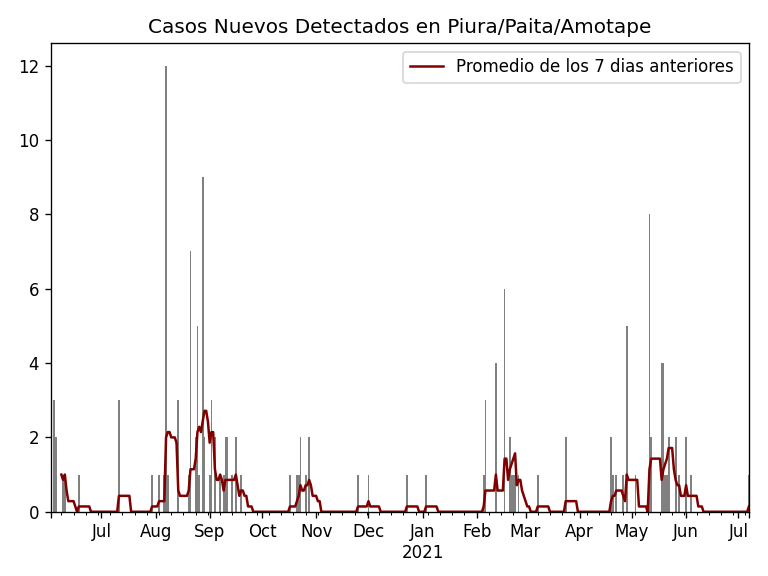 Casos Nuevos Detectados en Piura/Paita/Amotape
Promedio de los 7 dias anteriores
12
10
8
6
4
2
0
Jul Aug Sep Oct Nov Dec Jan Feb Mar Apr May Jun Jul
2021